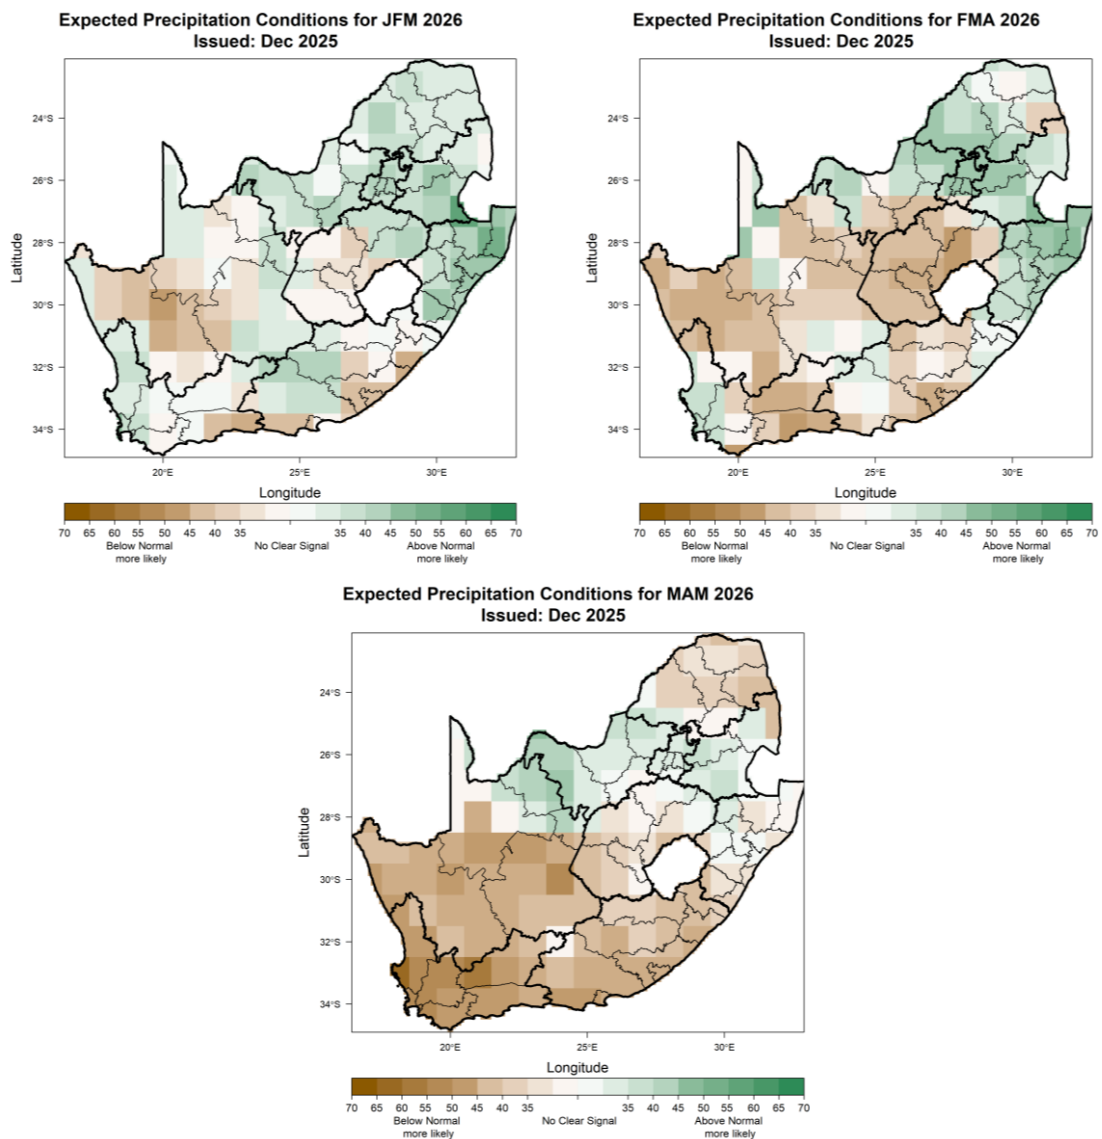 Expected Precipitation Conditions for JFM 2026
Issued: Dec 2025
Latitude
24°S
26°S
28°S
30°S
32°S
34°S
20°E 25°E 30°E
Longitude
70 65 60 55 50 45 40 35 35 40 45 50 55 60 65 70
Below Normal No Clear Signal Above Normal
more likely more likely
Expected Precipitation Conditions for FMA 2026
Issued: Dec 2025
Latitude
24°S
26°S
28°S
30°S
32°S
34°S
20°E 25°E 30°E
Longitude
70 65 60 55 50 45 40 35 35 40 45 50 55 60 65 70
Below Normal No Clear Signal Above Normal
more likely more likely
Expected Precipitation Conditions for MAM 2026
Issued: Dec 2025
Latitude
24°S
26°S
28°S
30°S
32°S
34°S
20°E 25°E 30°E
Longitude
70 65 60 55 50 45 40 35 35 40 45 50 55 60 65 70
Below Normal No Clear Signal Above Normal
more likely more likely